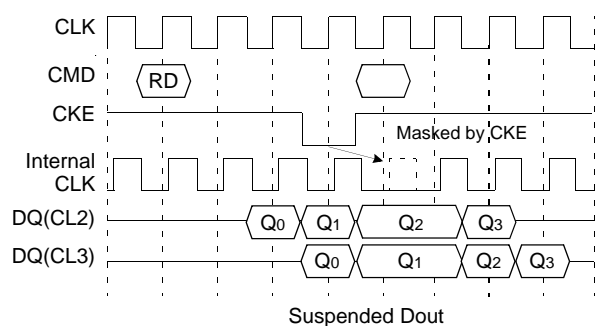 CLK
CMD RD
CKE
Masked by CKE
Internal
CLK
DQ(CL2) Q0 Q1 Q2 Q3
DQ(CL3) Q0 Q1 Q2 Q3
Suspended Dout